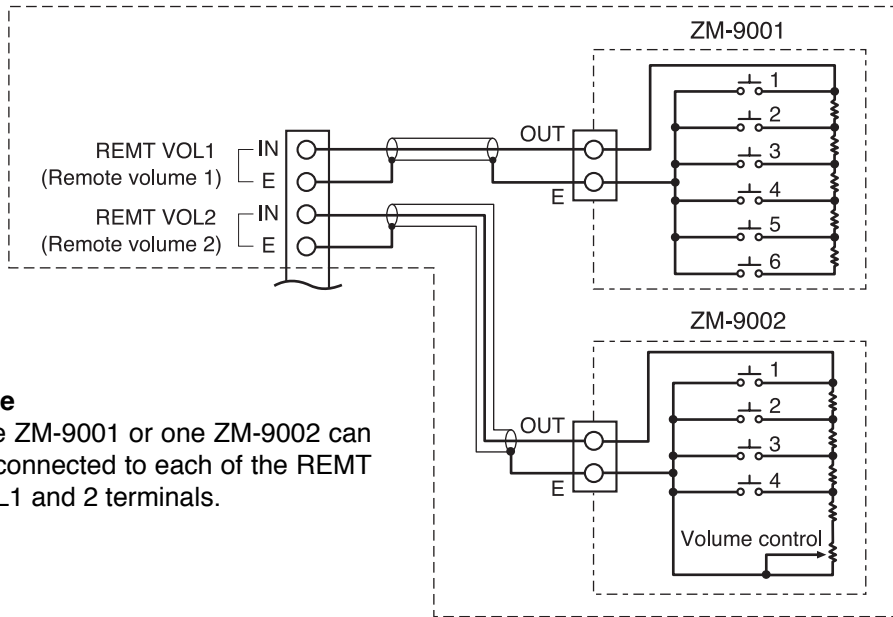 ZM-9001
1
2
3
4
5
6
OUT
E
REMT VOL1
(Remote volume 1)
IN
E
REMT VOL2
(Remote volume 2)
IN
E
ZM-9002
1
2
3
4
OUT
E
Volume control
e
e ZM-9001 or one ZM-9002 can
connected to each of the REMT
L1 and 2 terminals.